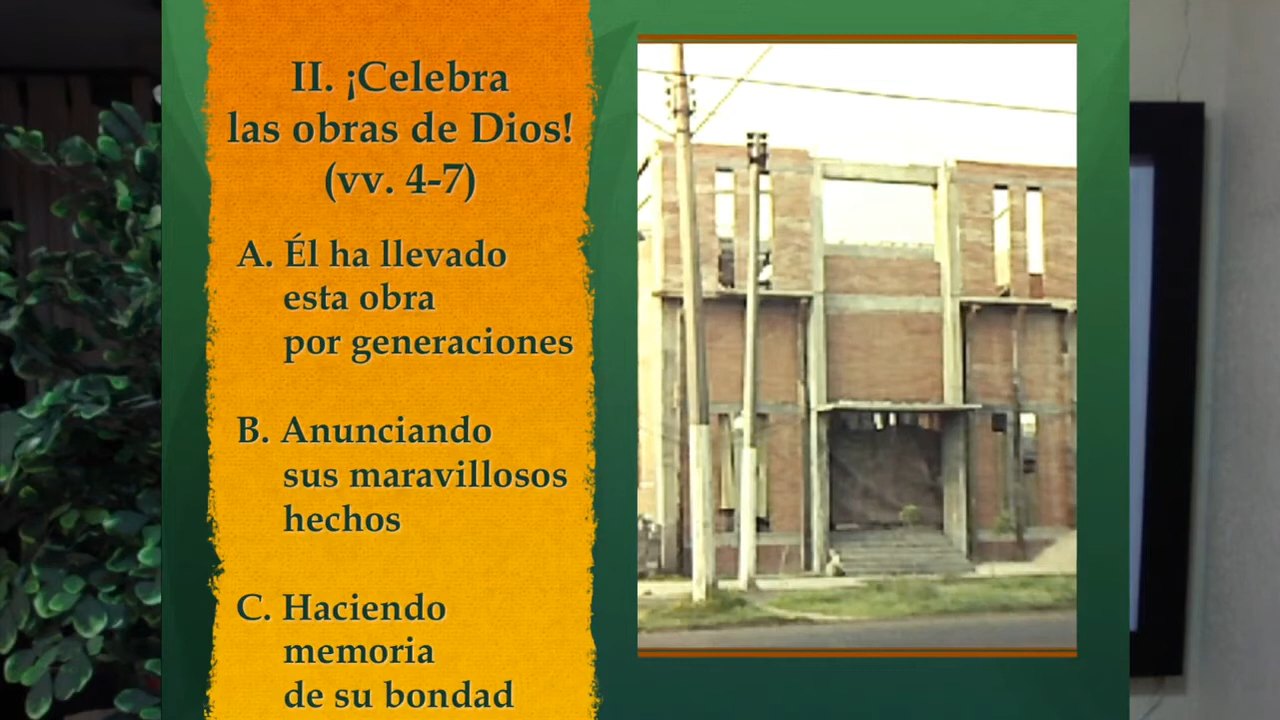 II. ¡Celebra
las obras de Dios!
(vv. 4-7)
A. Él ha llevado
esta obra
por generaciones
B. Anunciando
sus maravillosos
hechos
C. Haciendo
memoria
de su bondad